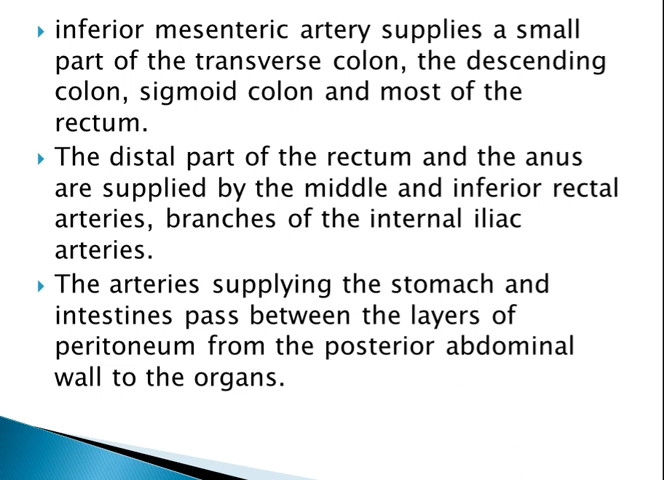 inferior mesenteric artery supplies a small
part of the transverse colon, the descending
colon, sigmoid colon and most of the
rectum.
The distal part of the rectum and the anus
are supplied by the middle and inferior rectal
arteries, branches of the internal iliac
arteries.
The arteries supplying the stomach and
intestines pass between the layers of
peritoneum from the posterior abdominal
wall to the organs.